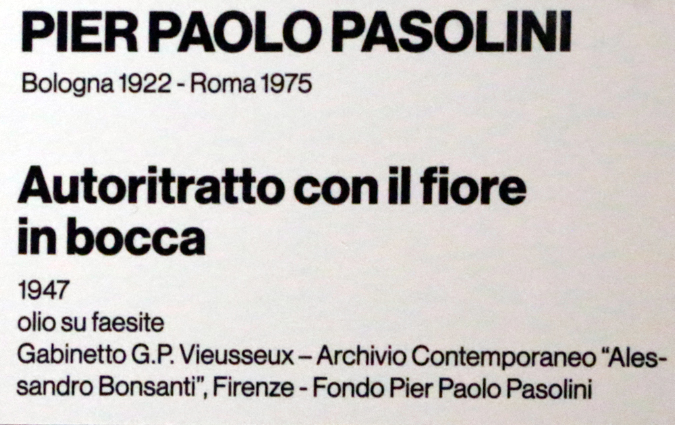 PIER PAOLO PASOLINI
Bologna 1922 - Roma 1975
Autoritratto con il fiore
in bocca
1947
olio su faesite
Gabinetto G.P. Vieusseux – Archivio Contemporaneo “Ales-
sandro Bonsanti”, Firenze - Fondo Pier Paolo Pasolini